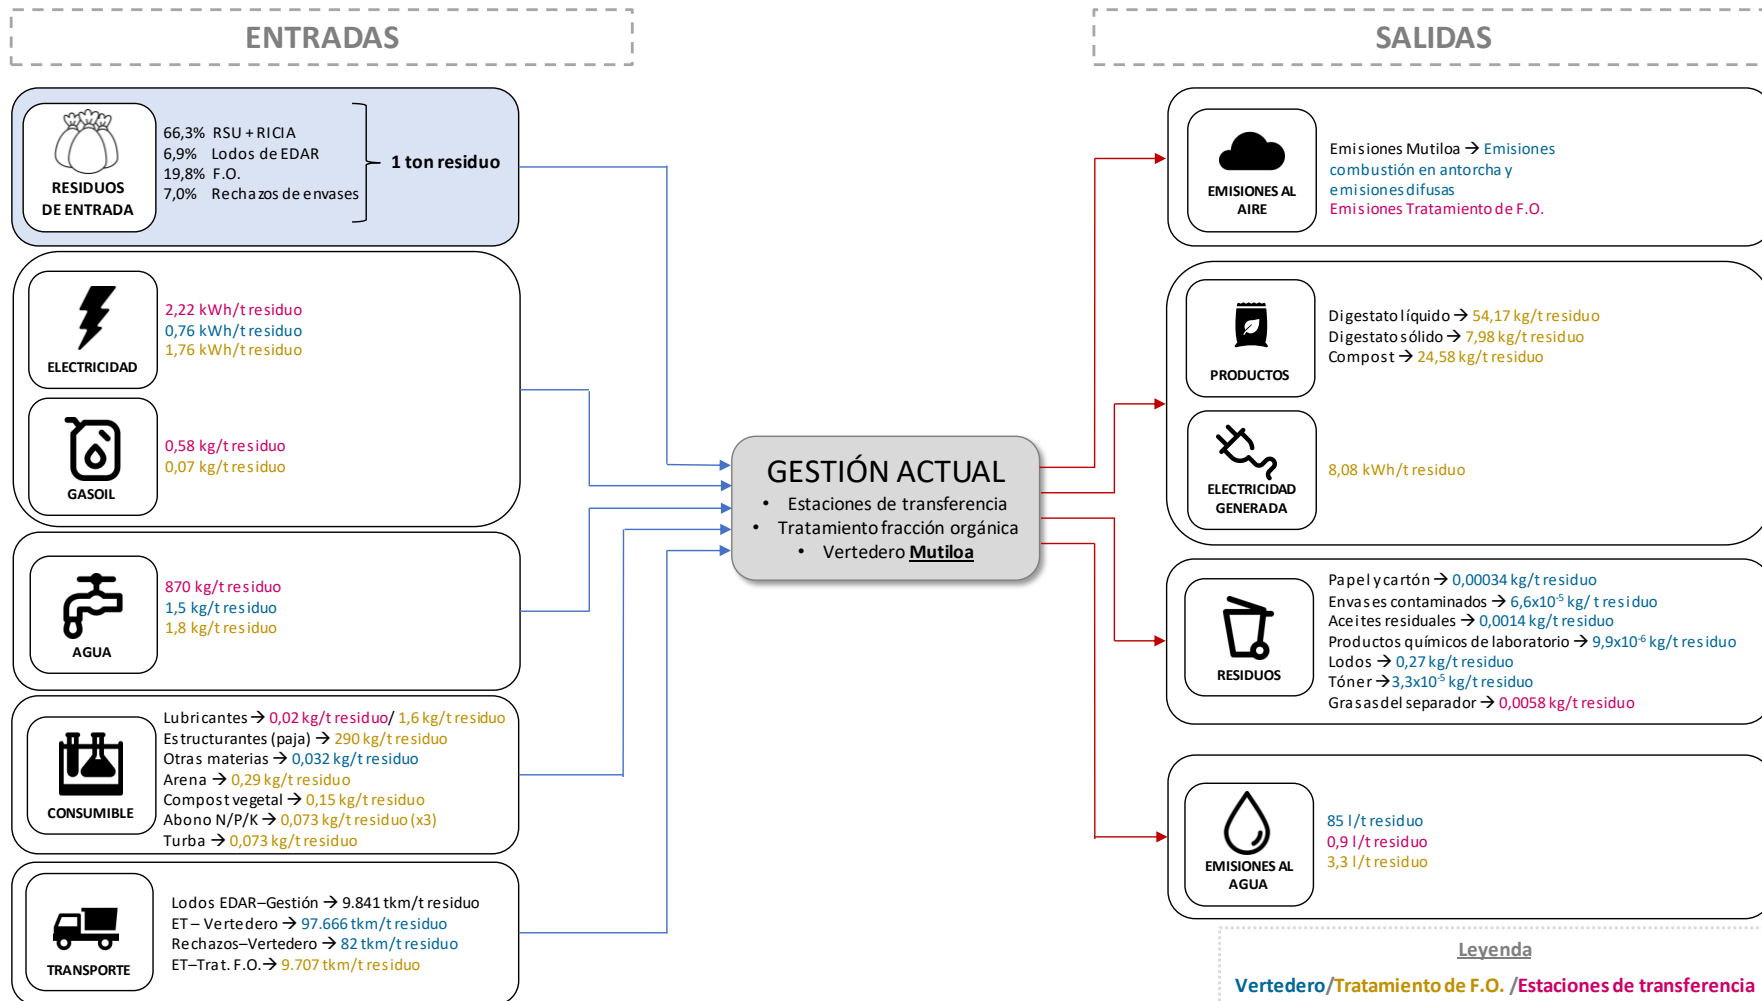 ENTRADAS
SALIDAS
RESIDUOS
DE ENTRADA
66,3% RSU + RICIA
6,9% Lodos de EDAR
19,8% F.O.
7,0% Rechazos de envases
1 ton residuo
ELECTRICIDAD
2,22 kWh/t residuo
0,76 kWh/t residuo
1,76 kWh/t residuo
GASOIL
0,58 kg/t residuo
0,07 kg/t residuo
AGUA
870 kg/t residuo
1,5 kg/t residuo
1,8 kg/t residuo
CONSUMIBLE
Lubricantes → 0,02 kg/t residuo/ 1,6 kg/t residuo
Estructurantes (paja) → 290 kg/t residuo
Otras materias → 0,032 kg/t residuo
Arena → 0,29 kg/t residuo
Compost vegetal → 0,15 kg/t residuo
Abono N/P/K → 0,073 kg/t residuo (x3)
Turba → 0,073 kg/t residuo
TRANSPORTE
Lodos EDAR–Gestión → 9.841 tkm/t residuo
ET – Vertedero → 97.666 tkm/t residuo
Rechazos–Vertedero → 82 tkm/t residuo
ET–Trat. F.O.→ 9.707 tkm/t residuo
GESTIÓN ACTUAL
• Estaciones de transferencia
• Tratamiento fracción orgánica
• Vertedero Mutiloa
EMISIONES AL
AIRE
Emisiones Mutiloa → Emisiones
combustión en antorcha y
emisiones difusas
Emisiones Tratamiento de F.O.
PRODUCTOS
Digestato líquido → 54,17 kg/t residuo
Digestato sólido → 7,98 kg/t residuo
Compost → 24,58 kg/t residuo
ELECTRICIDAD
GENERADA
8,08 kWh/t residuo
RESIDUOS
Papel y cartón → 0,00034 kg/t residuo
Envases contaminados → 6,6x10⁻⁵ kg/ t residuo
Aceites residuales → 0,0014 kg/t residuo
Productos químicos de laboratorio → 9,9x10⁻⁶ kg/t residuo
Lodos → 0,27 kg/t residuo
Tóner →3,3x10⁻⁵ kg/t residuo
Grasas del separador → 0,0058 kg/t residuo
EMISIONES AL
AGUA
85 l/t residuo
0,9 l/t residuo
3,3 l/t residuo
Leyenda
Vertedero/Tratamiento de F.O. /Estaciones de transferencia